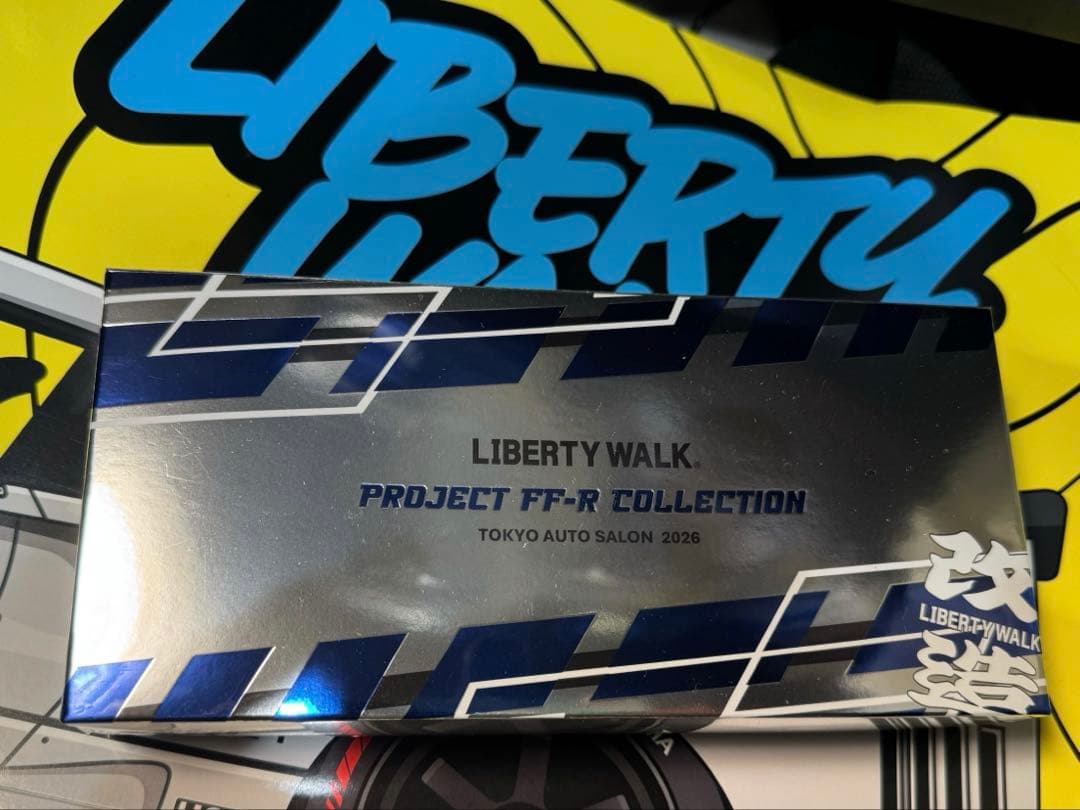 LIBERTY
LIBERTY WALK®
PROJECT FF-R COLLECTION
TOKYO AUTO SALON 2026
改
LIBERTY WALK